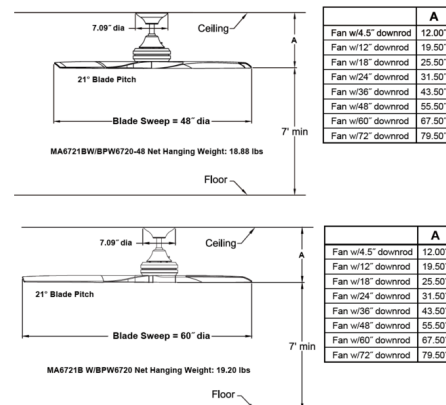 7.09″ dia
Ceiling
A
21° Blade Pitch
Blade Sweep = 48″ dia
7' min
MA6721BW/BPW6720-48 Net Hanging Weight: 18.88 lbs
Floor
A
Fan w/4.5″ downrod 12.00″
Fan w/12″ downrod 19.50″
Fan w/18″ downrod 25.50″
Fan w/24″ downrod 31.50″
Fan w/36″ downrod 43.50″
Fan w/48″ downrod 55.50″
Fan w/60″ downrod 67.50″
Fan w/72″ downrod 79.50″
7.09″ dia
Ceiling
A
21° Blade Pitch
Blade Sweep = 60″ dia
7' min
MA6721B W/BPW6720 Net Hanging Weight: 19.20 lbs
Floor
A
Fan w/4.5″ downrod 12.00″
Fan w/12″ downrod 19.50″
Fan w/18″ downrod 25.50″
Fan w/24″ downrod 31.50″
Fan w/36″ downrod 43.50″
Fan w/48″ downrod 55.50″
Fan w/60″ downrod 67.50″
Fan w/72″ downrod 79.50″